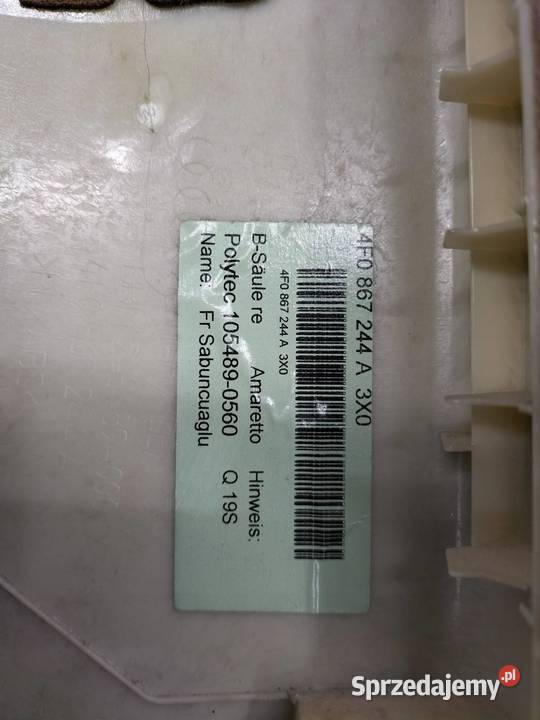 4F0 867 244 A 3X0
4F0 867 244 A 3X0
B-Säule re Amaretto Hinweis:
Polytec 105489-0560 Q 19S
Name: Fr Sabuncuaglu
Sprzedajemy.pl